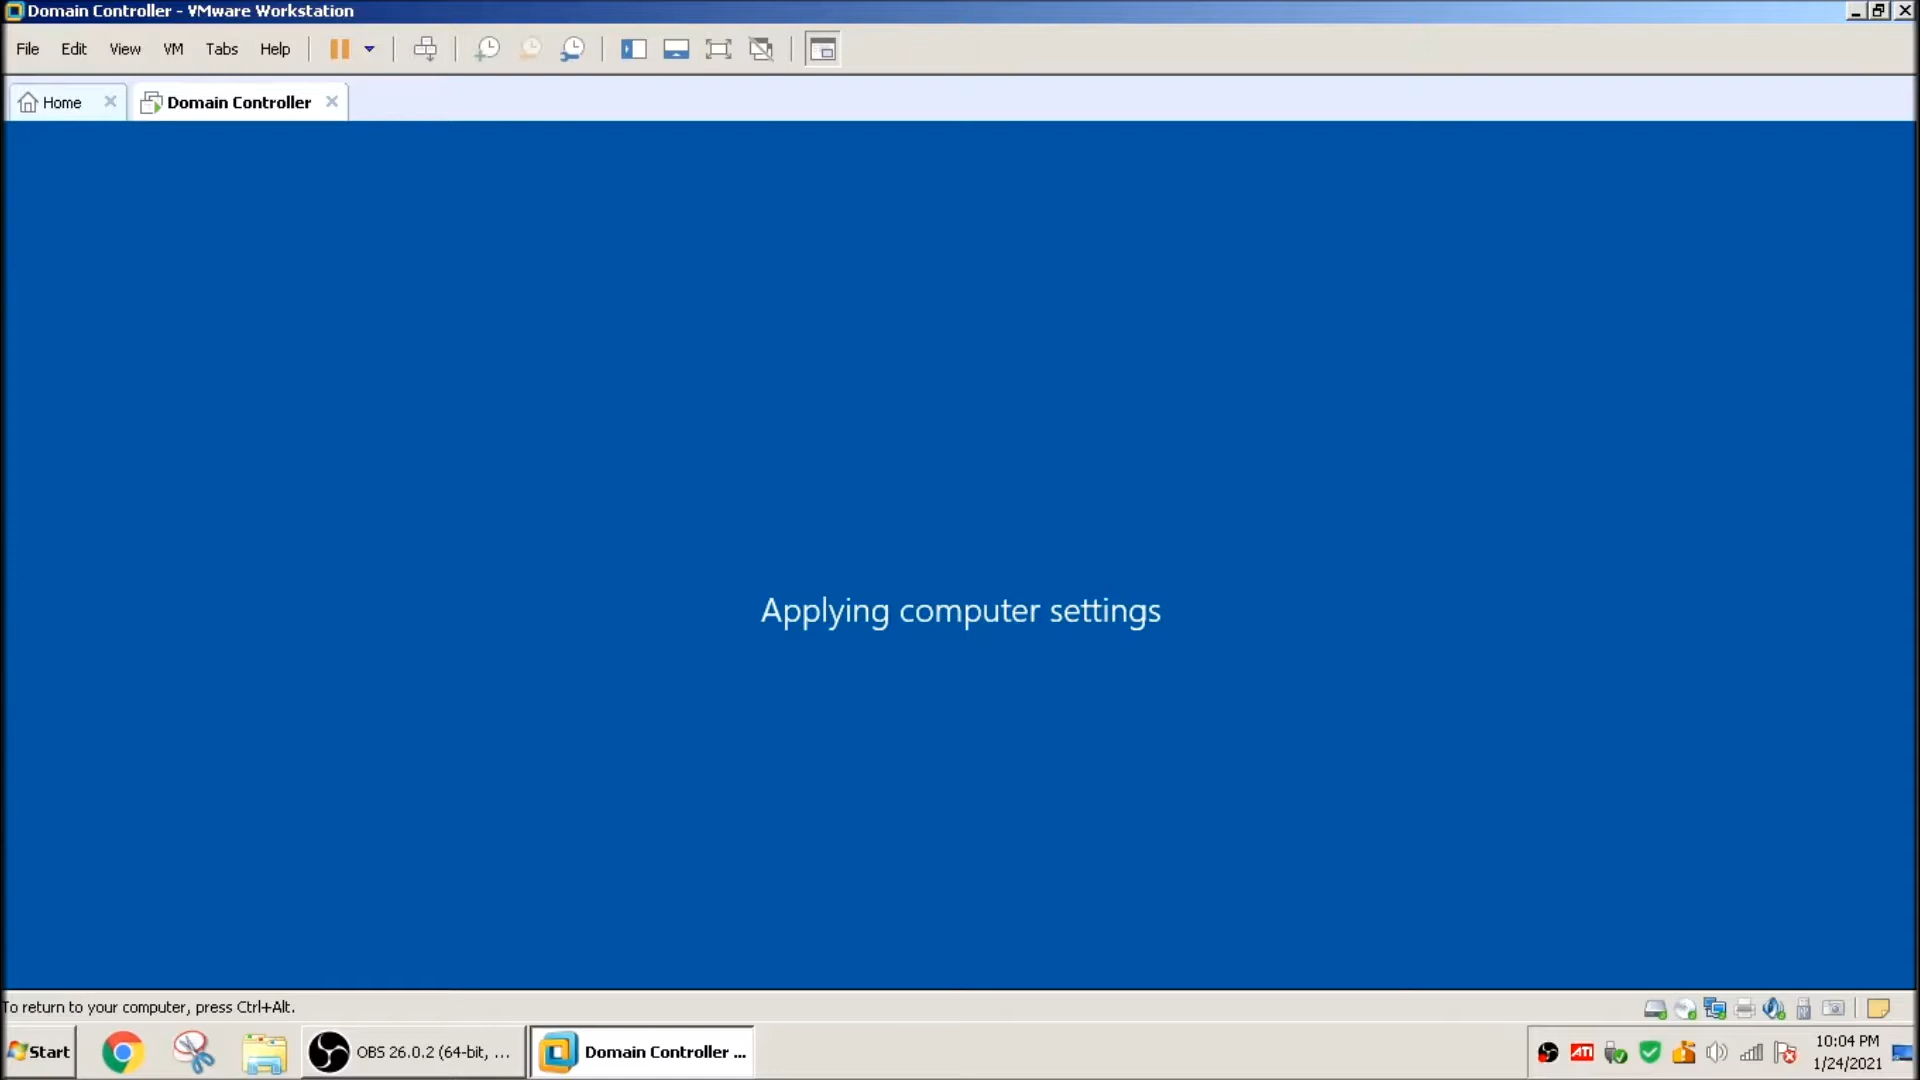 Domain Controller - VMware Workstation
File Edit View VM Tabs Help
Home Domain Controller
Applying computer settings
To return to your computer, press Ctrl+Alt.
Start OBS 26.0.2 (64-bit, ... Domain Controller ... ATI 10:04 PM
1/24/2021